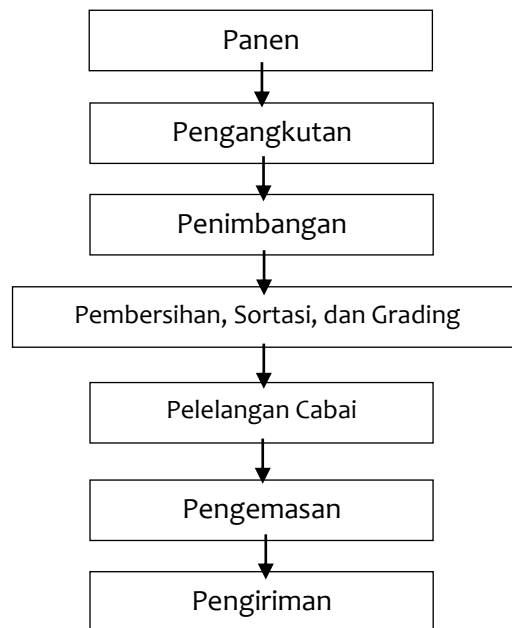 Panen
Pengangkutan
Penimbangan
Pembersihan, Sortasi, dan Grading
Pelelangan Cabai
Pengemasan
Pengiriman